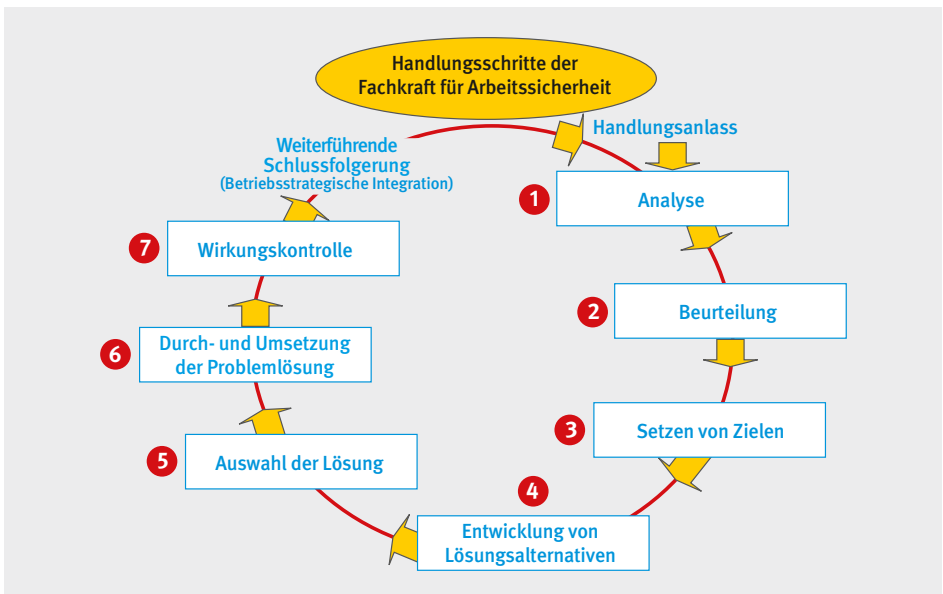 Handlungsschritte der
Fachkraft für Arbeitssicherheit
Handlungsanlass
1
Analyse
2
Beurteilung
3
Setzen von Zielen
4
Entwicklung von
Lösungsalternativen
5
Auswahl der Lösung
6
Durch- und Umsetzung
der Problemlösung
7
Wirkungskontrolle
Weiterführende
Schlussfolgerung
(Betriebsstrategische Integration)